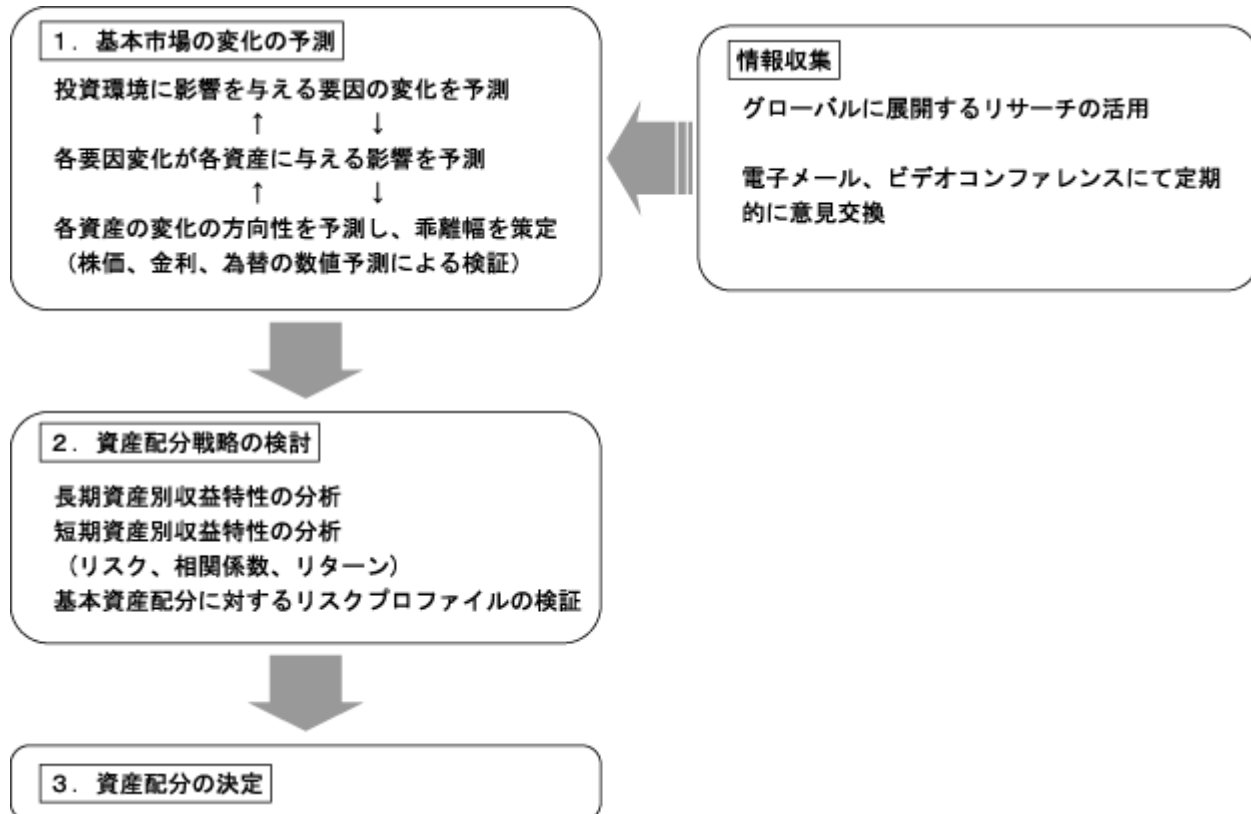 １．基本市場の変化の予測
投資環境に影響を与える要因の変化を予測
↑ ↓
各要因変化が各資産に与える影響を予測
↑ ↓
各資産の変化の方向性を予測し、乖離幅を策定
（株価、金利、為替の数値予測による検証）
情報収集
グローバルに展開するリサーチの活用
電子メール、ビデオコンファレンスにて定期
的に意見交換
２．資産配分戦略の検討
長期資産別収益特性の分析
短期資産別収益特性の分析
（リスク、相関係数、リターン）
基本資産配分に対するリスクプロファイルの検証
３．資産配分の決定